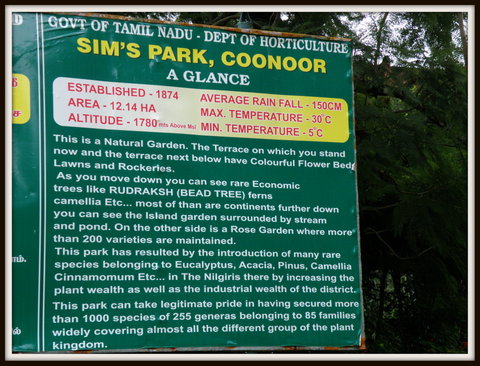 GOVT OF TAMIL NADU - DEPT OF HORTICULTURE
SIM'S PARK, COONOOR
A GLANCE
ESTABLISHED - 1874
AREA - 12.14 HA
ALTITUDE - 1780 mts Above Msl
AVERAGE RAIN FALL - 150CM
MAX. TEMPERATURE - 30°C
MIN. TEMPERATURE - 5°C
This is a Natural Garden. The Terrace on which you stand
now and the terrace next below have Colourful Flower Bed,
Lawns and Rockeries.
As you move down you can see rare Economic
trees like RUDRAKSH (BEAD TREE) ferns
camellia Etc... most of than are continents further down
you can see the Island garden surrounded by stream
and pond. On the other side is a Rose Garden where more
than 200 varieties are maintained.
This park has resulted by the introduction of many rare
species belonging to Eucalyptus, Acacia, Pinus, Camellia
Cinnamomum Etc... in The Nilgiris there by increasing the
plant wealth as well as the industrial wealth of the district.
This park can take legitimate pride in having secured more
than 1000 species of 255 generas belonging to 85 families
widely covering almost all the different group of the plant
kingdom.